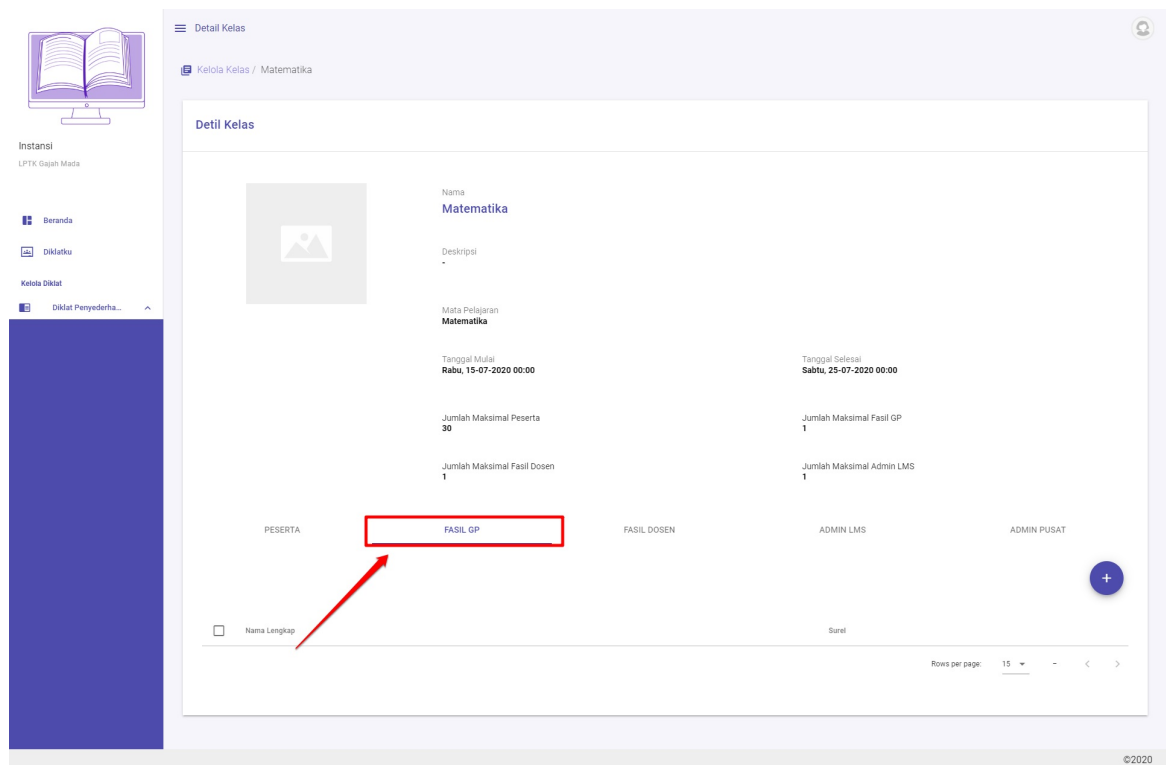 Detail Kelas
Kelola Kelas / Matematika
Instansi
LPTK Gajah Mada
Beranda
Diklatku
Kelola Diklat
Diklat Penyederha...
Detil Kelas
Nama
Matematika
Deskripsi
-
Mata Pelajaran
Matematika
Tanggal Mulai
Rabu, 15-07-2020 00:00
Tanggal Selesai
Sabtu, 25-07-2020 00:00
Jumlah Maksimal Peserta
30
Jumlah Maksimal Fasil GP
1
Jumlah Maksimal Fasil Dosen
1
Jumlah Maksimal Admin LMS
1
PESERTA FASIL GP FASIL DOSEN ADMIN LMS ADMIN PUSAT
+
Nama Lengkap Surel
Rows per page: 15 –
©2020